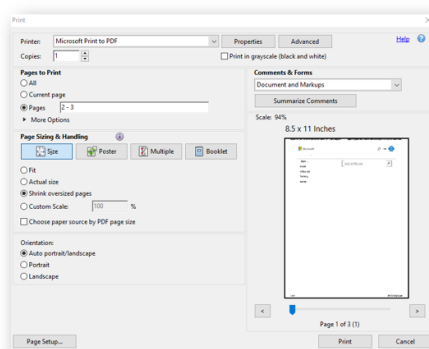 Print
Printer: Microsoft Print to PDF Properties Advanced Help
Copies: 1 Print in grayscale (black and white)
Pages to Print
All
Current page
Pages 2 - 3
More Options
Page Sizing & Handling
Size Poster Multiple Booklet
Fit
Actual size
Shrink oversized pages
Custom Scale: 100 %
Choose paper source by PDF page size
Orientation:
Auto portrait/landscape
Portrait
Landscape
Comments & Forms
Document and Markups
Summarize Comments
Scale: 94%
8.5 x 11 Inches
Microsoft
< >
Page 1 of 3 (1)
Page Setup... Print Cancel